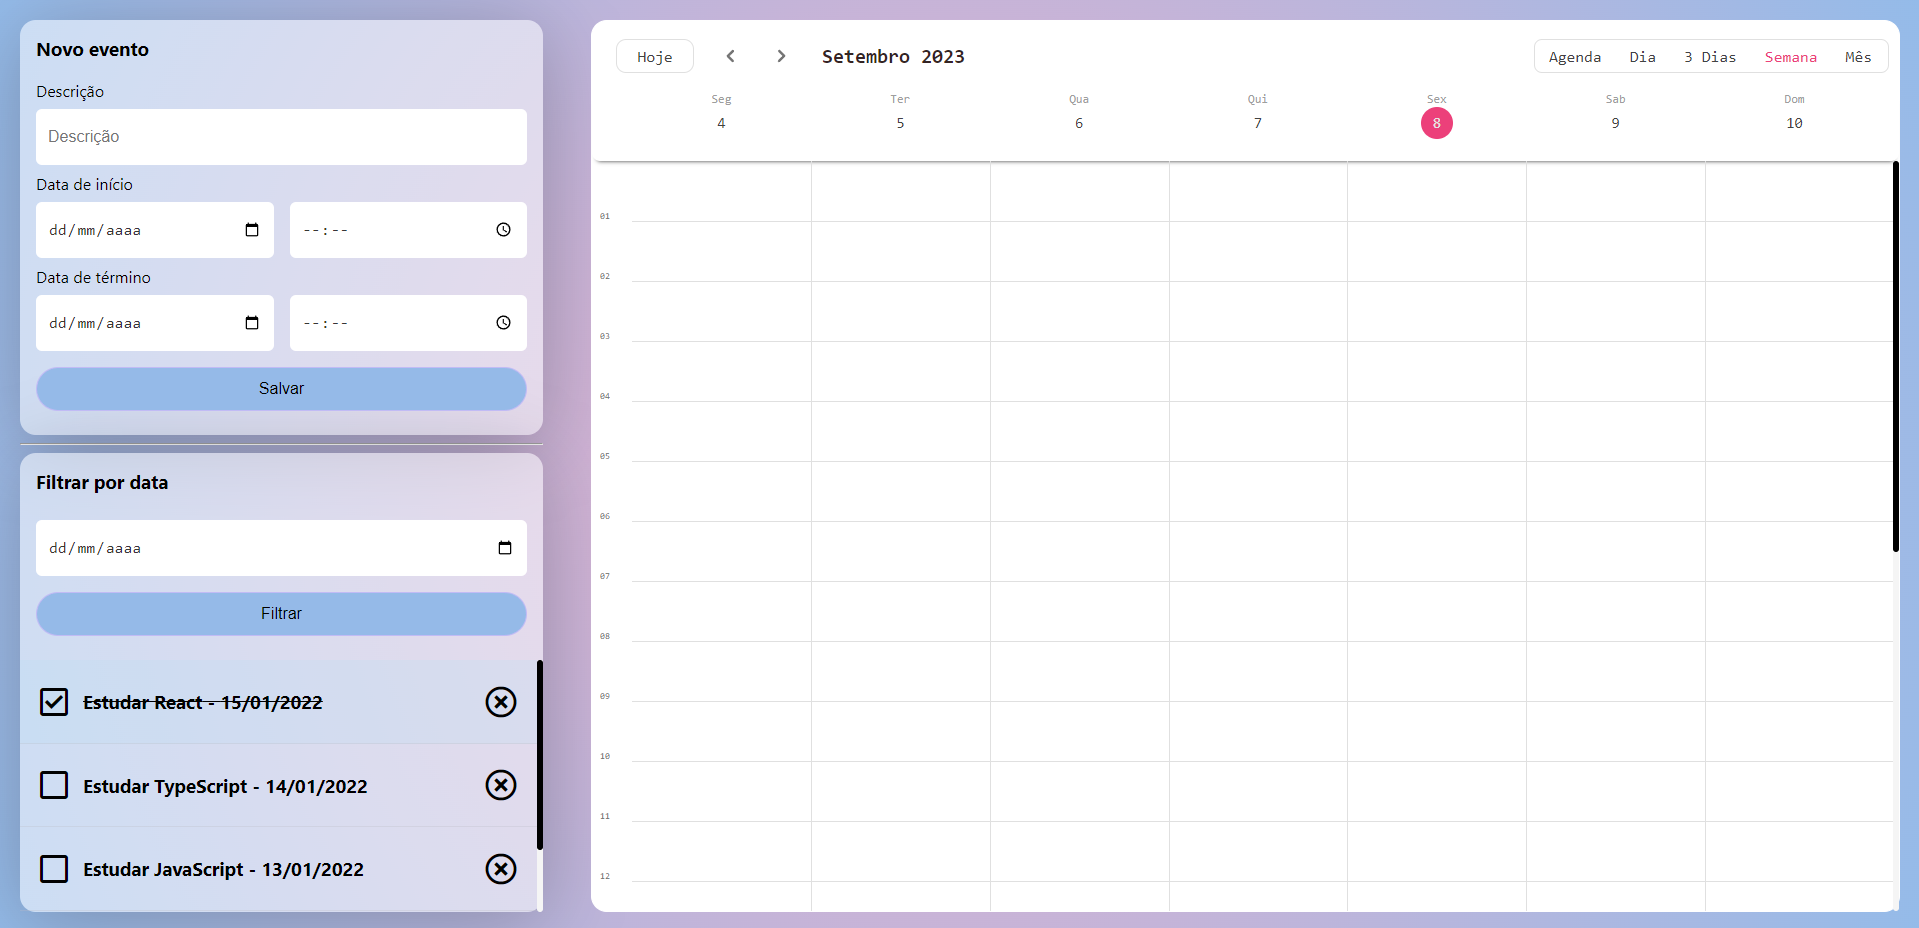 Novo evento
Descrição
Descrição
Data de início
dd/mm/aaaa --:--
Data de término
dd/mm/aaaa --:--
Salvar
Filtrar por data
dd/mm/aaaa
Filtrar
Estudar React - 15/01/2022
Estudar TypeScript - 14/01/2022
Estudar JavaScript - 13/01/2022
Hoje Setembro 2023 Agenda Dia 3 Dias Semana Mês
Seg Ter Qua Qui Sex Sab Dom
4 5 6 7 8 9 10
01
02
03
04
05
06
07
08
09
10
11
12